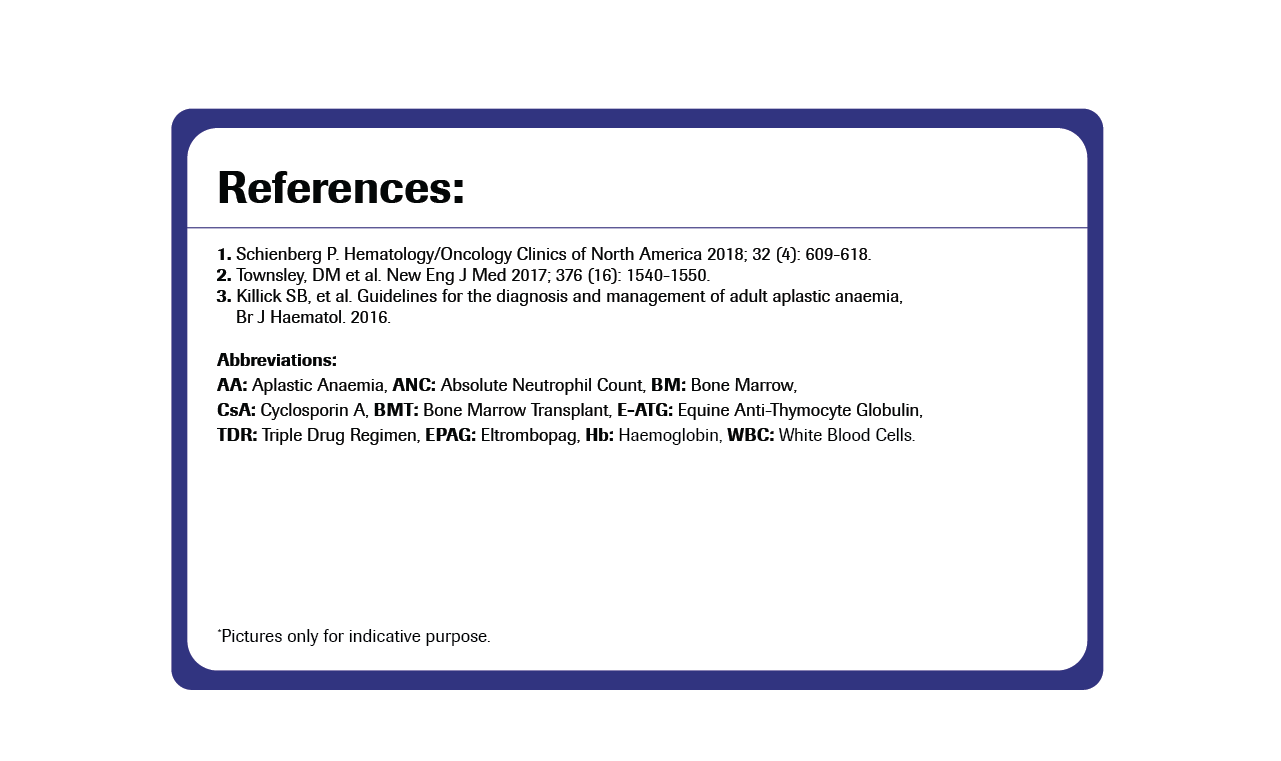 References:
1. Schienberg P. Hematology/Oncology Clinics of North America 2018; 32 (4): 609-618.
2. Townsley, DM et al. New Eng J Med 2017; 376 (16): 1540-1550.
3. Killick SB, et al. Guidelines for the diagnosis and management of adult aplastic anaemia,
Br J Haematol. 2016.
Abbreviations:
AA: Aplastic Anaemia, ANC: Absolute Neutrophil Count, BM: Bone Marrow,
CsA: Cyclosporin A, BMT: Bone Marrow Transplant, E-ATG: Equine Anti-Thymocyte Globulin,
TDR: Triple Drug Regimen, EPAG: Eltrombopag, Hb: Haemoglobin, WBC: White Blood Cells.
*Pictures only for indicative purpose.